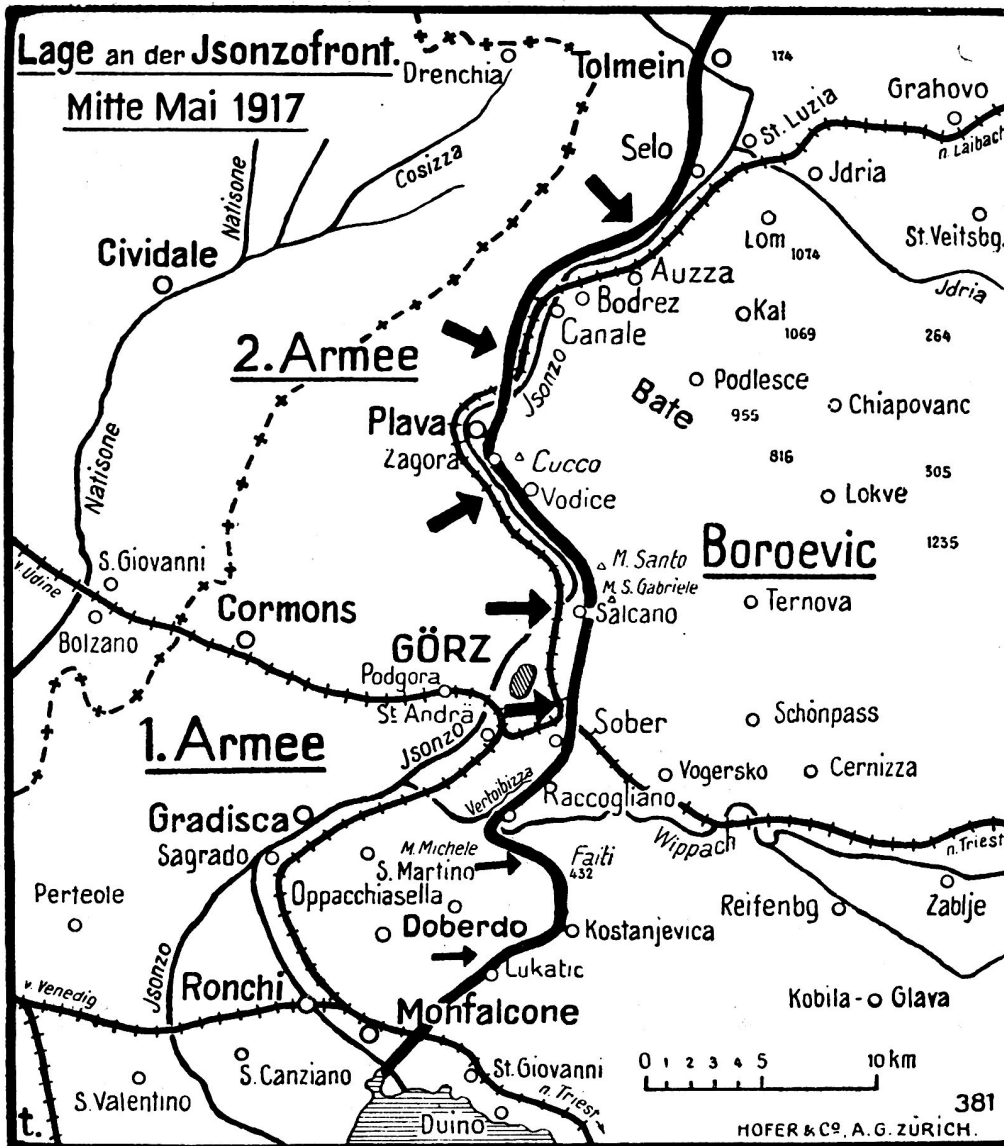 Lage an der Jsonzofront.
Mitte Mai 1917
Drenchia
Tolmein
174
Grahovo
St. Luzia
n. Laibach
Selo
Jdria
Cosizza
Natisone
Lom
1074
St. Veitsbg.
Cividale
Jdria
Auzza
Bodrez
Canale
Kal
1069
264
2. Armee
Jsonzo
Bate
Podlesce
955
Chiapovanc
Plava
Zagora
Cucco
816
305
Natisone
Vodice
Lokve
S. Giovanni
v. Udine
Boroevic
1235
M. Santo
M. S. Gabriele
Cormons
Salcano
Ternova
Bolzano
GÖRZ
Podgora
St. Andrä
Sober
Schönpass
1. Armee
Jsonzo
Vogersko
Cernizza
Vertoibizza
Raccogliano
Gradisca
Wippach
n. Triest
Sagrado
M. Michele
S. Martino
Faiti
432
Perteole
Oppacchiasella
Reifenbg
Zablje
Doberdo
Kostanjevica
Jsonzo
Lukatic
v. Venedig
Ronchi
Kobila - Glava
Monfalcone
S. Canziano
St. Giovanni
0 1 2 3 4 5 10 km
S. Valentino
n. Triest
t.
Duino
381
HOFER & CO. A.G. ZÜRICH.